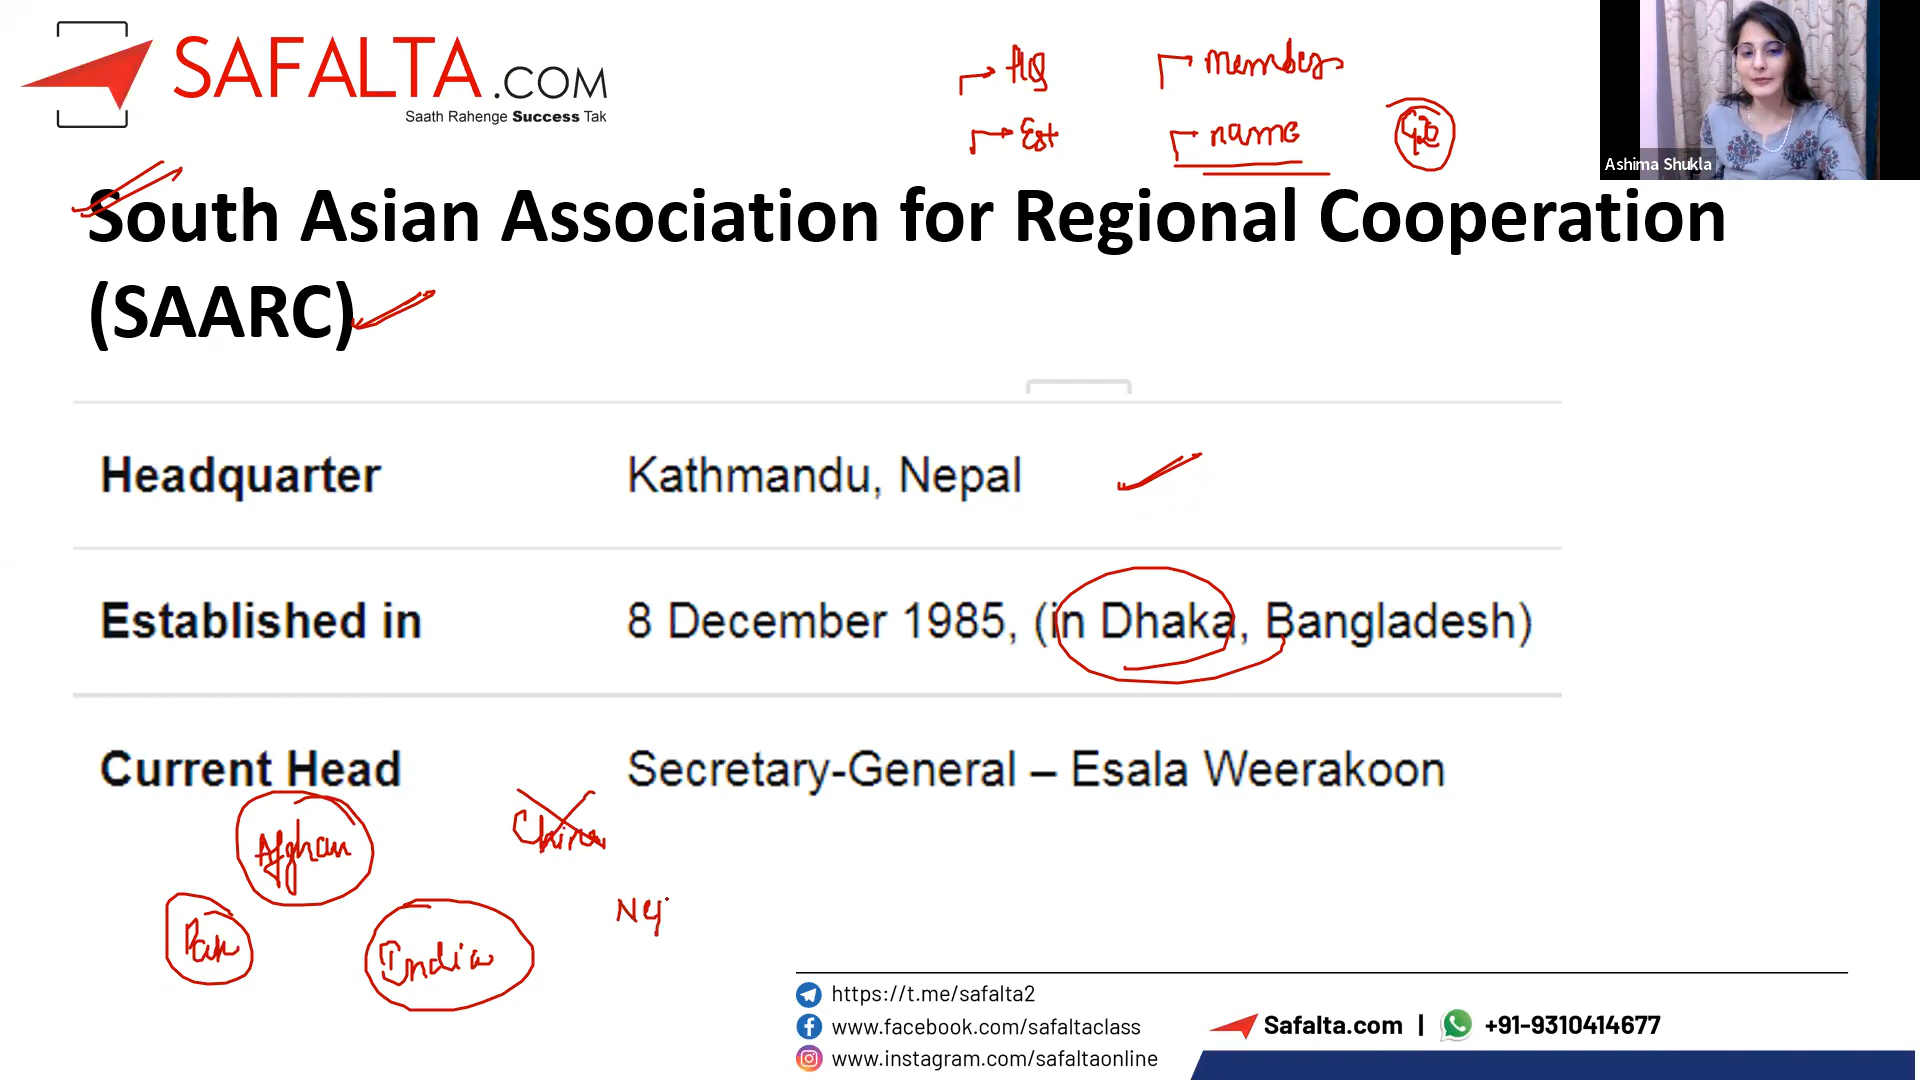 SAFALTA.COM
Saath Rahenge Success Tak
HQ
Member
Est
name
Ashima Shukla
South Asian Association for Regional Cooperation
(SAARC)
Headquarter Kathmandu, Nepal
Established in 8 December 1985, (in Dhaka, Bangladesh)
Current Head Secretary-General – Esala Weerakoon
Afghan
China
Pak
India
https://t.me/safalta2
www.facebook.com/safaltaclass
www.instagram.com/safaltaonline
Safalta.com | +91-9310414677